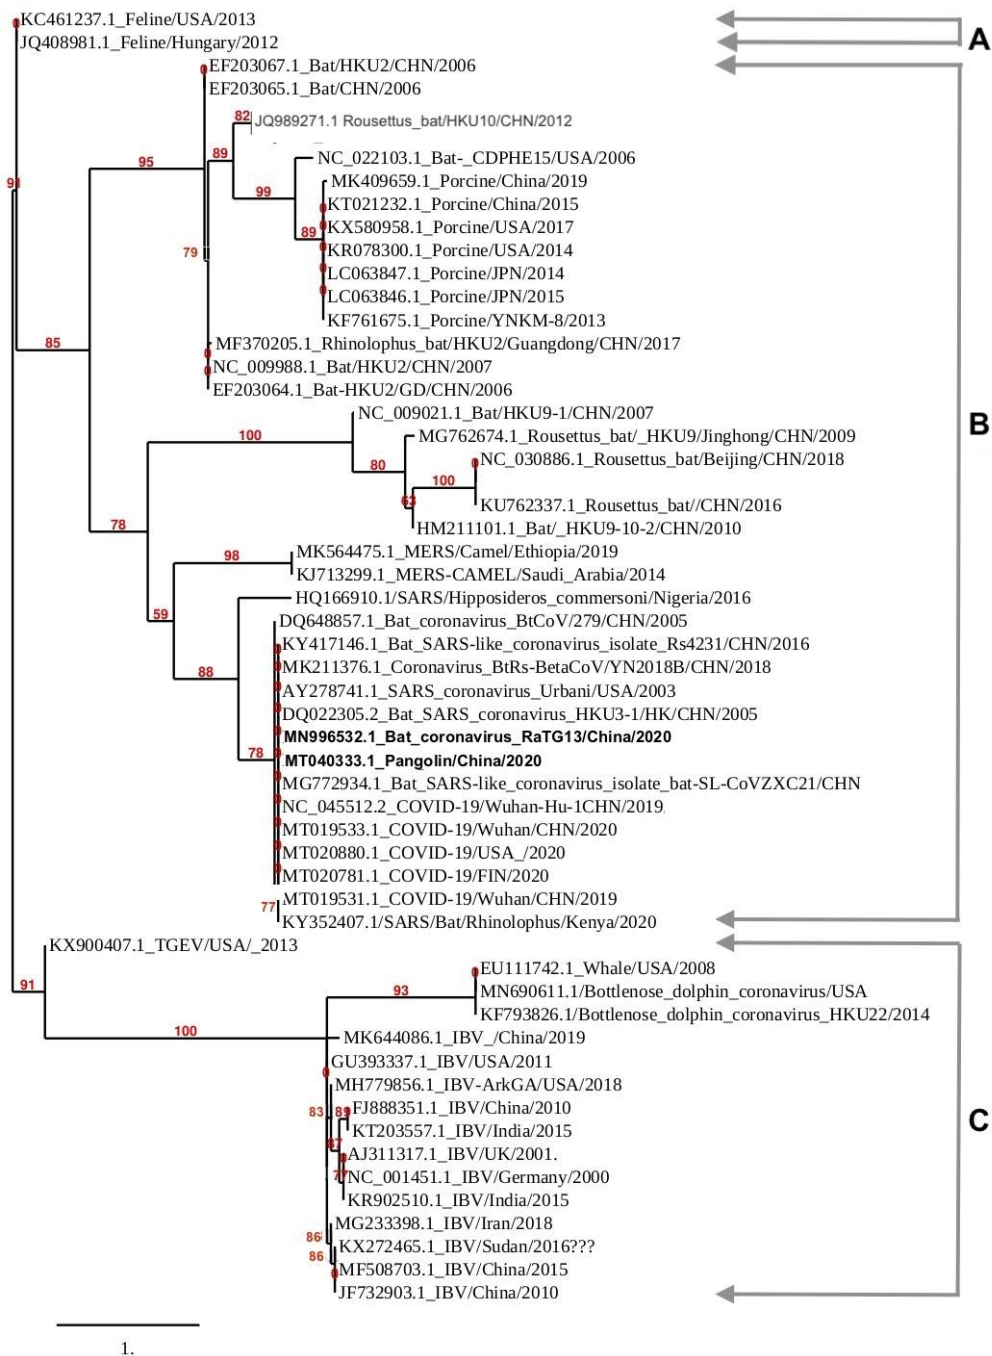 KC461237.1_Feline/USA/2013
JQ408981.1_Feline/Hungary/2012
A
EF203067.1_Bat/HKU2/CHN/2006
EF203065.1_Bat/CHN/2006
82
JQ989271.1 Rousettus_bat/HKU10/CHN/2012
95
89
NC_022103.1_Bat-_CDPHE15/USA/2006
91
MK409659.1_Porcine/China/2019
99
KT021232.1_Porcine/China/2015
KX580958.1_Porcine/USA/2017
89
KR078300.1_Porcine/USA/2014
79
LC063847.1_Porcine/JPN/2014
LC063846.1_Porcine/JPN/2015
KF761675.1_Porcine/YNKM-8/2013
85
MF370205.1_Rhinolophus_bat/HKU2/Guangdong/CHN/2017
NC_009988.1_Bat/HKU2/CHN/2007
EF203064.1_Bat-HKU2/GD/CHN/2006
NC_009021.1_Bat/HKU9-1/CHN/2007
B
100
MG762674.1_Rousettus_bat/_HKU9/Jinghong/CHN/2009
80
NC_030886.1_Rousettus_bat/Beijing/CHN/2018
100
63
KU762337.1_Rousettus_bat//CHN/2016
78
HM211101.1_Bat/_HKU9-10-2/CHN/2010
98
MK564475.1_MERS/Camel/Ethiopia/2019
KJ713299.1_MERS-CAMEL/Saudi_Arabia/2014
HQ166910.1/SARS/Hipposideros_commersoni/Nigeria/2016
59
DQ648857.1_Bat_coronavirus_BtCoV/279/CHN/2005
KY417146.1_Bat_SARS-like_coronavirus_isolate_Rs4231/CHN/2016
88
MK211376.1_Coronavirus_BtRs-BetaCoV/YN2018B/CHN/2018
AY278741.1_SARS_coronavirus_Urbani/USA/2003
DQ022305.2_Bat_SARS_coronavirus_HKU3-1/HK/CHN/2005
MN996532.1_Bat_coronavirus_RaTG13/China/2020
78
MT040333.1_Pangolin/China/2020
MG772934.1_Bat_SARS-like_coronavirus_isolate_bat-SL-CoVZXC21/CHN
NC_045512.2_COVID-19/Wuhan-Hu-1CHN/2019.
MT019533.1_COVID-19/Wuhan/CHN/2020
MT020880.1_COVID-19/USA_/2020
MT020781.1_COVID-19/FIN/2020
77
MT019531.1_COVID-19/Wuhan/CHN/2019
KY352407.1/SARS/Bat/Rhinolophus/Kenya/2020
KX900407.1_TGEV/USA/_2013
91
EU111742.1_Whale/USA/2008
93
MN690611.1/Bottlenose_dolphin_coronavirus/USA
KF793826.1/Bottlenose_dolphin_coronavirus_HKU22/2014
100
MK644086.1_IBV_/China/2019
GU393337.1_IBV/USA/2011
MH779856.1_IBV-ArkGA/USA/2018
83
89
FJ888351.1_IBV/China/2010
C
KT203557.1_IBV/India/2015
87
AJ311317.1_IBV/UK/2001.
77
NC_001451.1_IBV/Germany/2000
KR902510.1_IBV/India/2015
MG233398.1_IBV/Iran/2018
86
KX272465.1_IBV/Sudan/2016???
86
MF508703.1_IBV/China/2015
JF732903.1_IBV/China/2010
1.